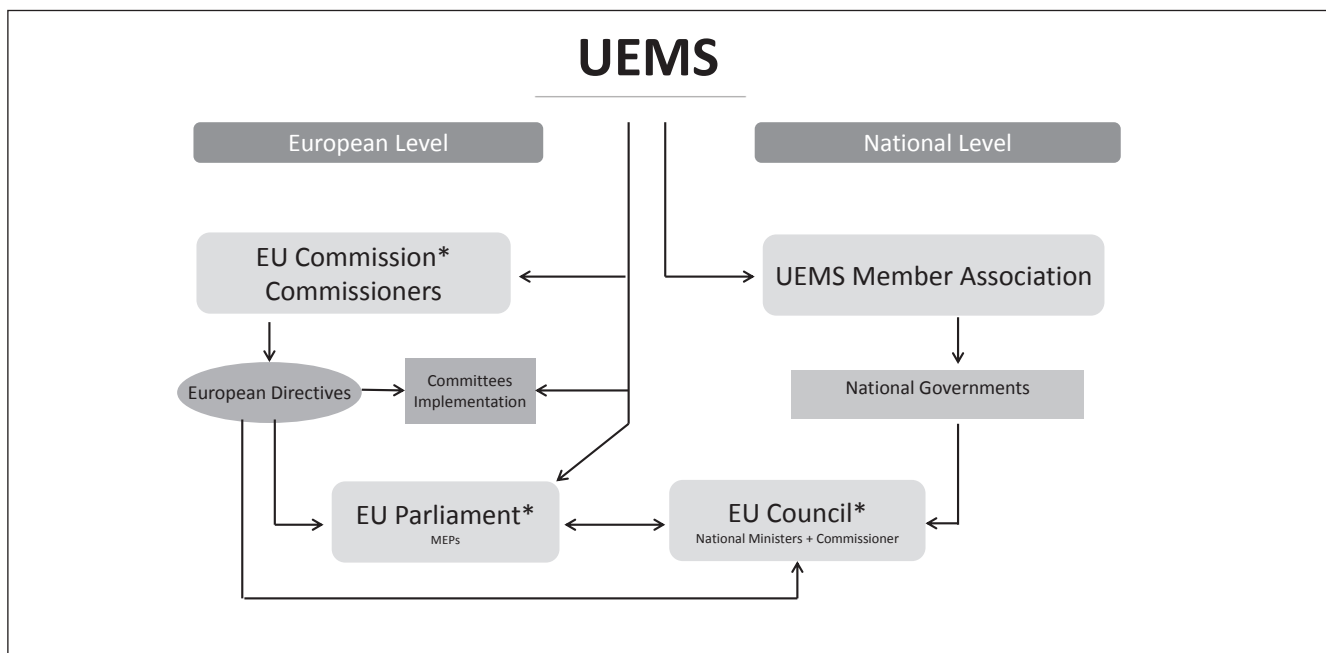 UEMS
European Level
National Level
EU Commission*
Commissioners
UEMS Member Association
European Directives
Committees
Implementation
National Governments
EU Parliament*
MEPs
EU Council*
National Ministers + Commissioner